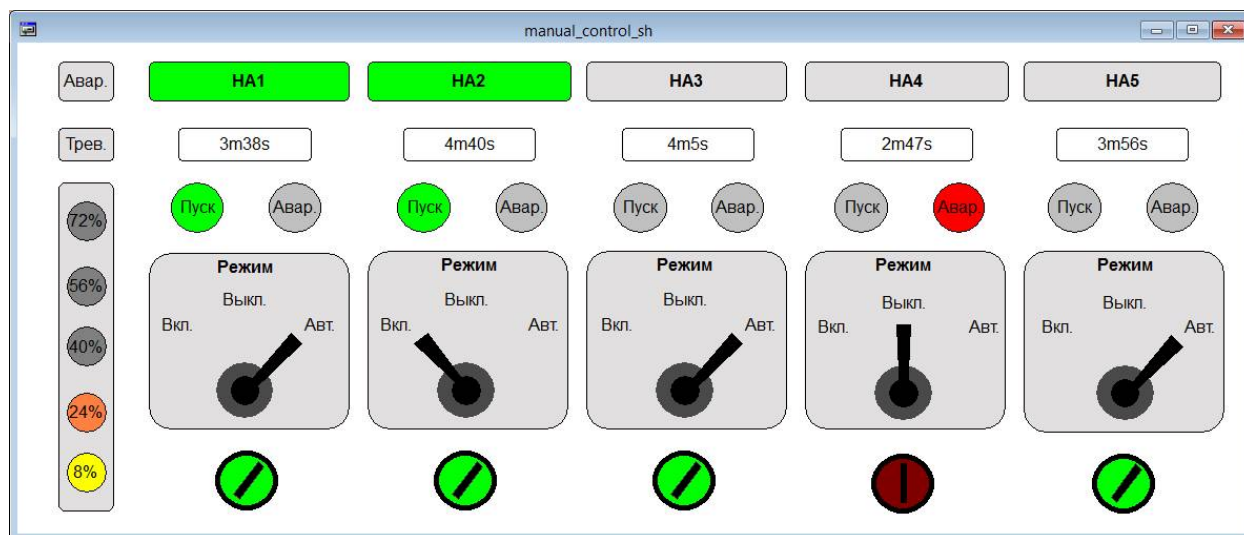 manual_control_sh
Авар. НА1 НА2 НА3 НА4 НА5
Трев. 3m38s 4m40s 4m5s 2m47s 3m56s
72% Пуск Авар. Пуск Авар. Пуск Авар. Пуск Авар. Пуск Авар.
Режим Режим Режим Режим Режим
56% Выкл. Выкл. Выкл. Выкл. Выкл.
Вкл. Авт. Вкл. Авт. Вкл. Авт. Вкл. Авт. Вкл. Авт.
40%
24%
8%